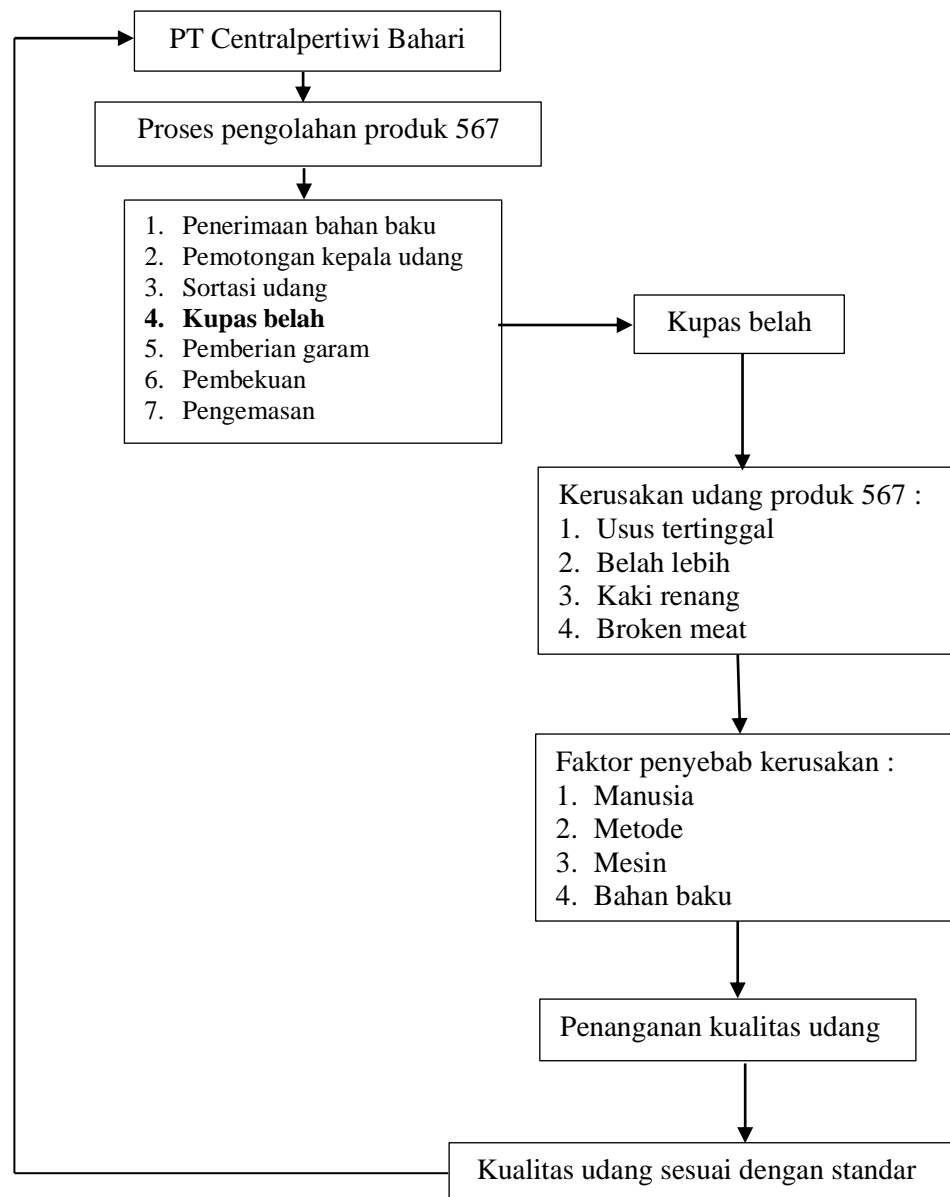 PT Centralpertiwi Bahari
Proses pengolahan produk 567
1. Penerimaan bahan baku
2. Pemotongan kepala udang
3. Sortasi udang
4. Kupas belah
5. Pemberian garam
6. Pembekuan
7. Pengemasan
Kupas belah
Kerusakan udang produk 567 :
1. Usus tertinggal
2. Belah lebih
3. Kaki renang
4. Broken meat
Faktor penyebab kerusakan :
1. Manusia
2. Metode
3. Mesin
4. Bahan baku
Penanganan kualitas udang
Kualitas udang sesuai dengan standar